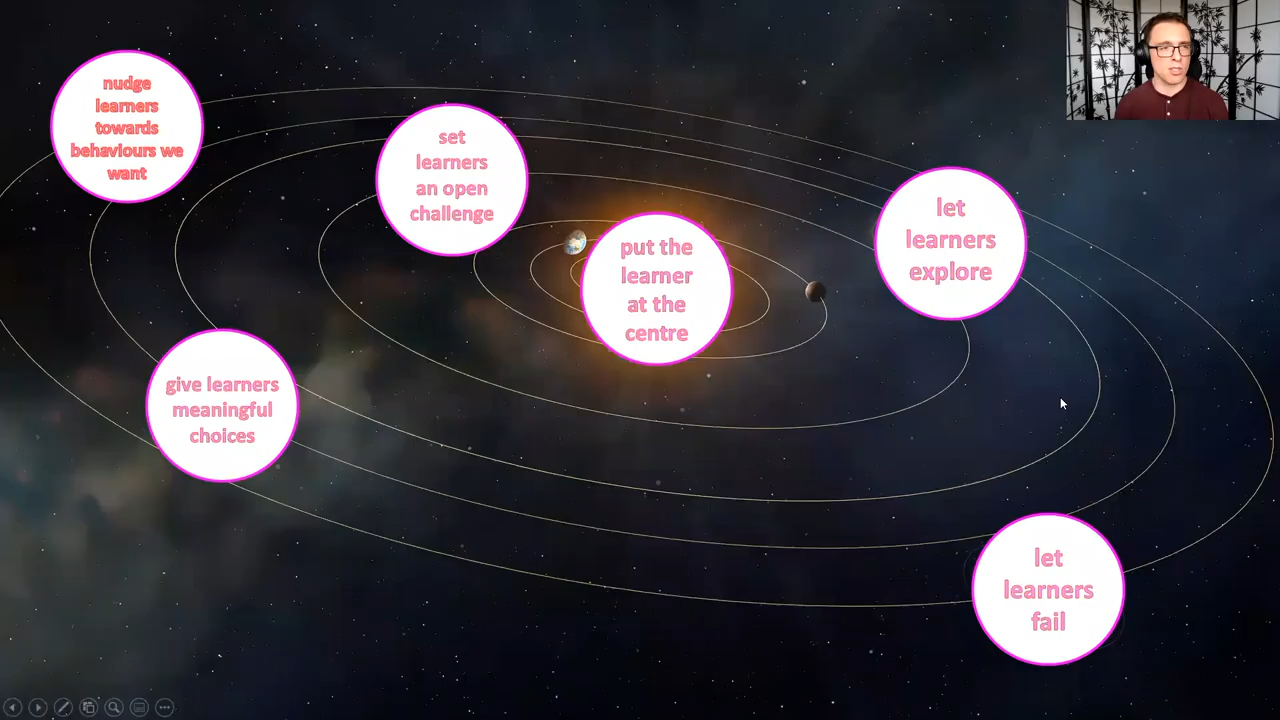 nudge
learners
towards
behaviours we
want
set
learners
an open
challenge
put the
learner
at the
centre
let
learners
explore
give learners
meaningful
choices
let
learners
fail